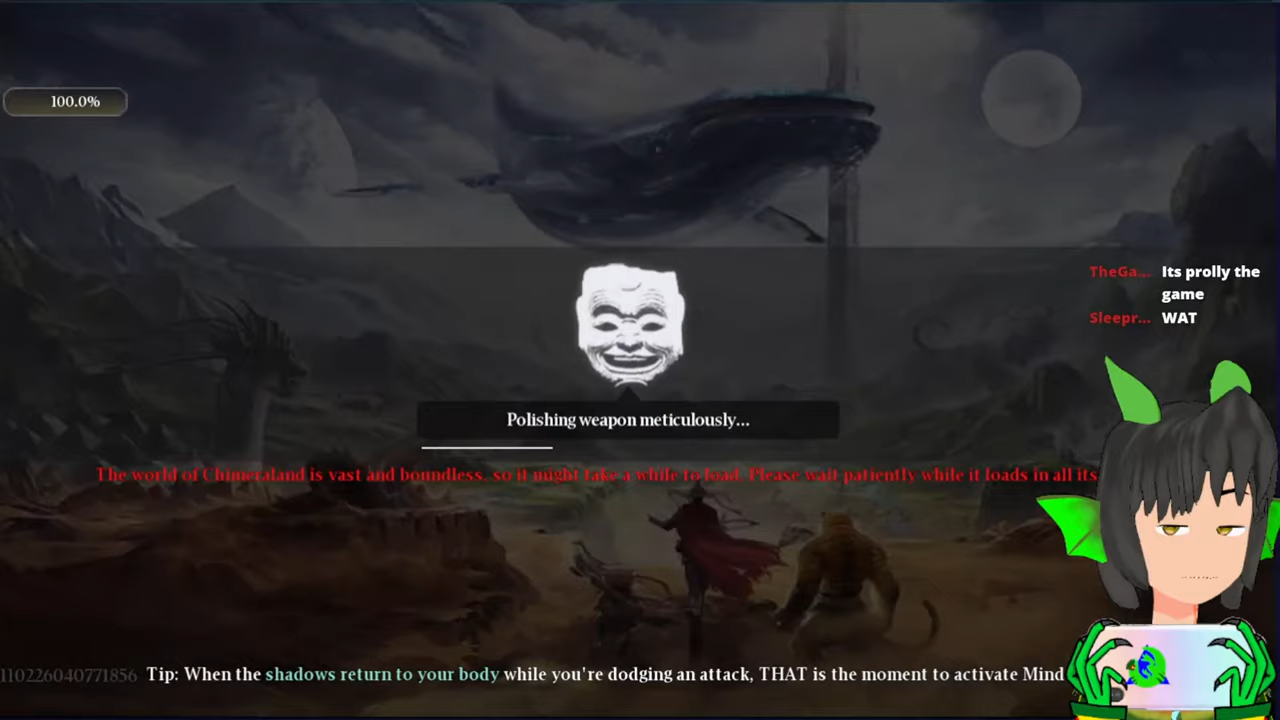 100.0%
TheGa... Its prolly the
game
Sleepr... WAT
Polishing weapon meticulously...
The world of Chimeraland is vast and boundless, so it might take a while to load. Please wait patiently while it loads in all its
110226040771856 Tip: When the shadows return to your body while you're dodging an attack, THAT is the moment to activate Mind